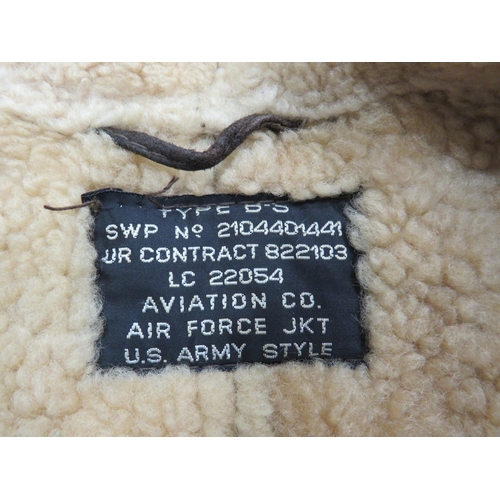 TYPE B-3
SWP Nº 2104401441
UR CONTRACT 822103
LC 22054
AVIATION CO.
AIR FORCE JKT
U.S. ARMY STYLE